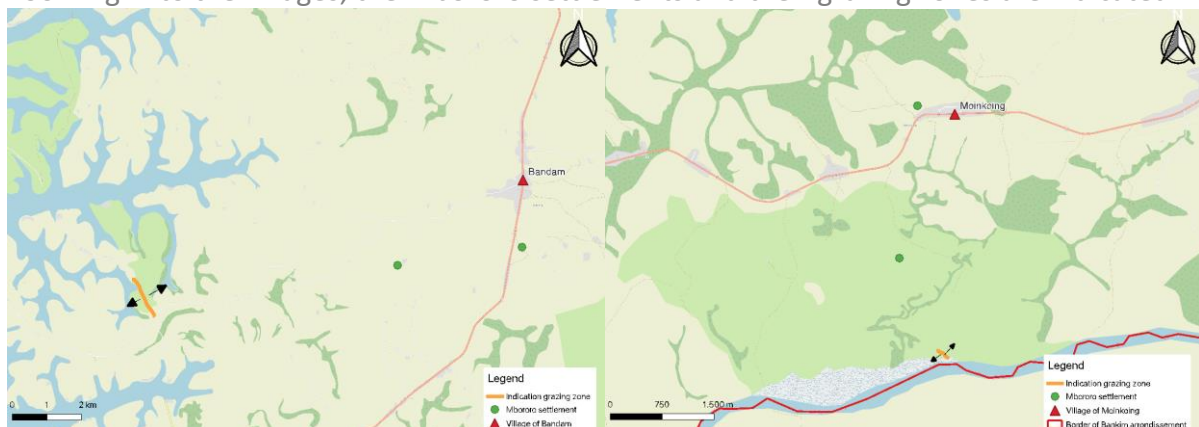 N
Bandam
Legend
Indication grazing zone
Mbororo settlement
Village of Bandam
0 1 2 km
N
Moinkoing
Legend
Indication grazing zone
Mbororo settlement
Village of Moinkoing
Border of Bankim arrondissement
0 750 1.500 m